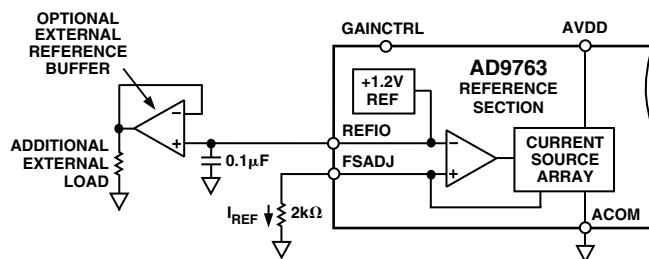 OPTIONAL
EXTERNAL
REFERENCE
BUFFER
GAINCTRL
AVDD
+1.2V
REF
AD9763
REFERENCE
SECTION
–
+
ADDITIONAL
EXTERNAL
LOAD
0.1µF
REFIO
FSADJ
–
+
CURRENT
SOURCE
ARRAY
IREF
2kΩ
ACOM